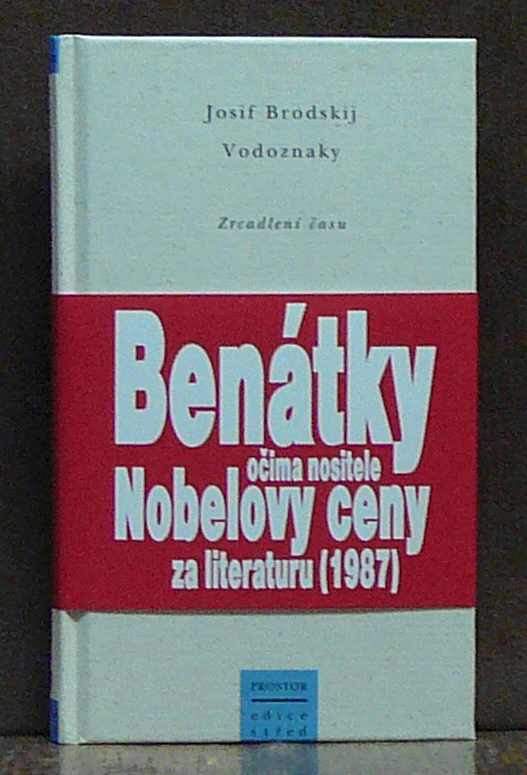 Josif Brodskij
Vodoznaky
Zrcadlení času
Benátky
očima nositele
Nobelovy ceny
za literaturu (1987)
PROSTOR
edice
střed